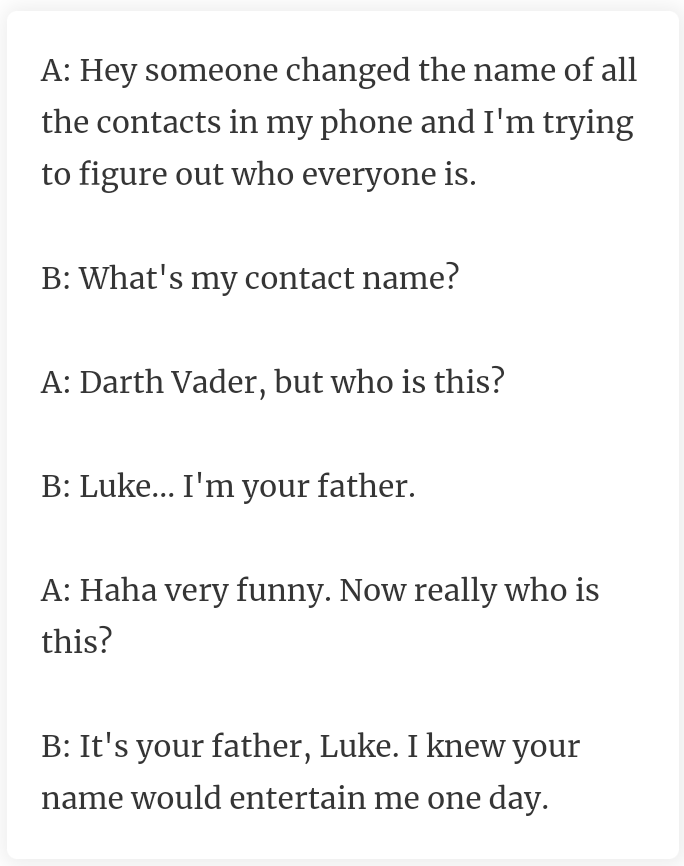 A: Hey someone changed the name of all
the contacts in my phone and I'm trying
to figure out who everyone is.
B: What's my contact name?
A: Darth Vader, but who is this?
B: Luke... I'm your father.
A: Haha very funny. Now really who is
this?
B: It's your father, Luke. I knew your
name would entertain me one day.